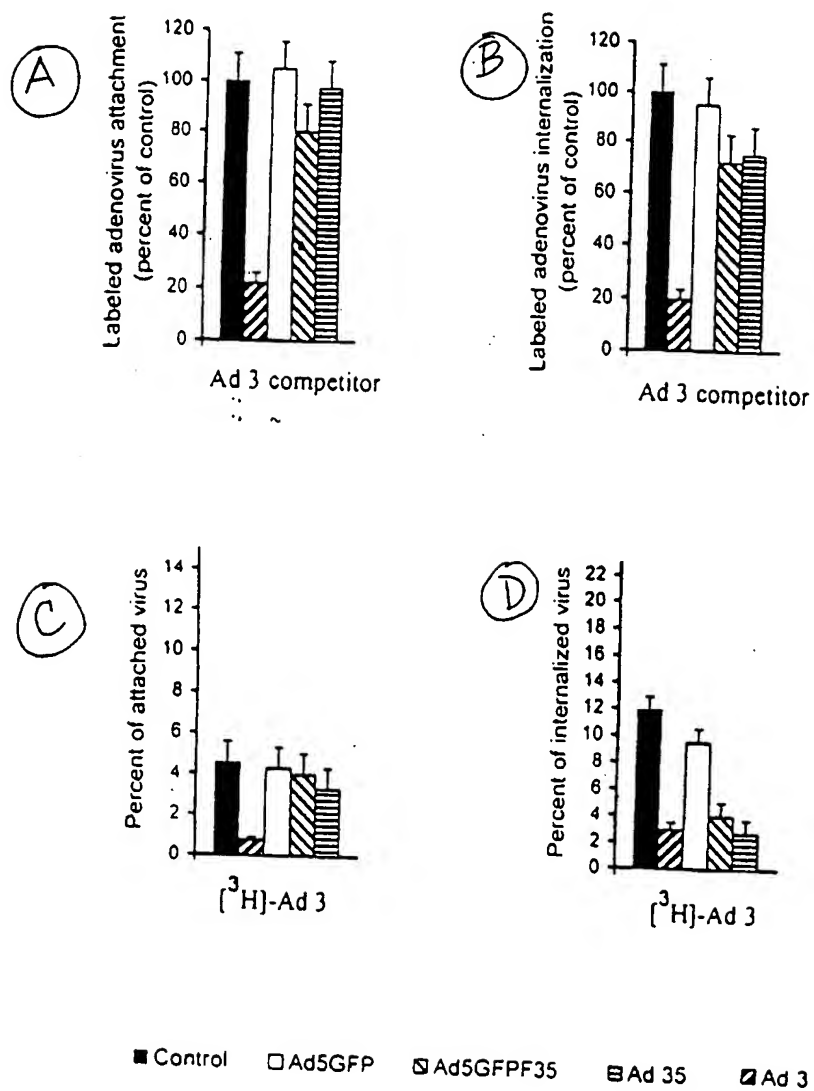 A
Labeled adenovirus attachment
(percent of control)
120
100
80
60
40
20
0
Ad 3 competitor
B
Labeled adenovirus internalization
(percent of control)
120
100
80
60
40
20
0
Ad 3 competitor
C
Percent of attached virus
14
12
10
8
6
4
2
0
[³H]-Ad 3
D
Percent of internalized virus
22
20
18
16
14
12
10
8
6
4
2
0
[³H]-Ad 3
Control
Ad5GFP
Ad5GFPF35
Ad 35
Ad 3